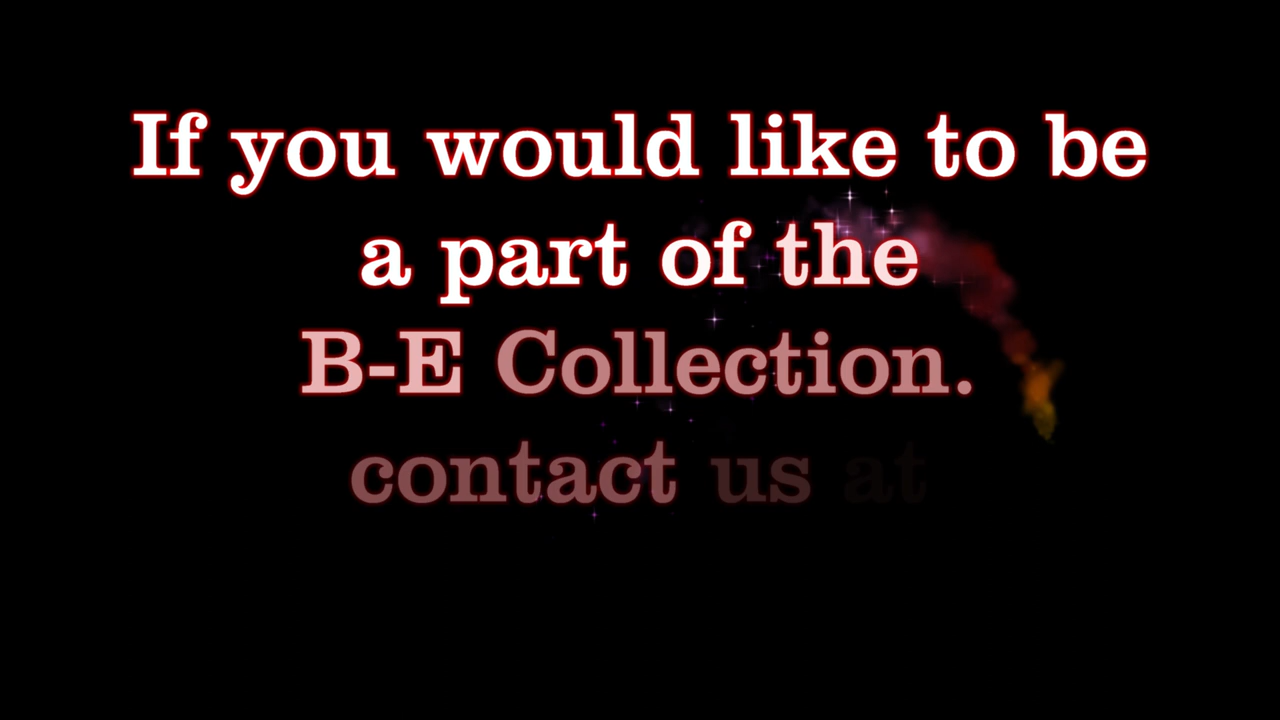 If you would like to be
a part of the
B-E Collection.
contact us at